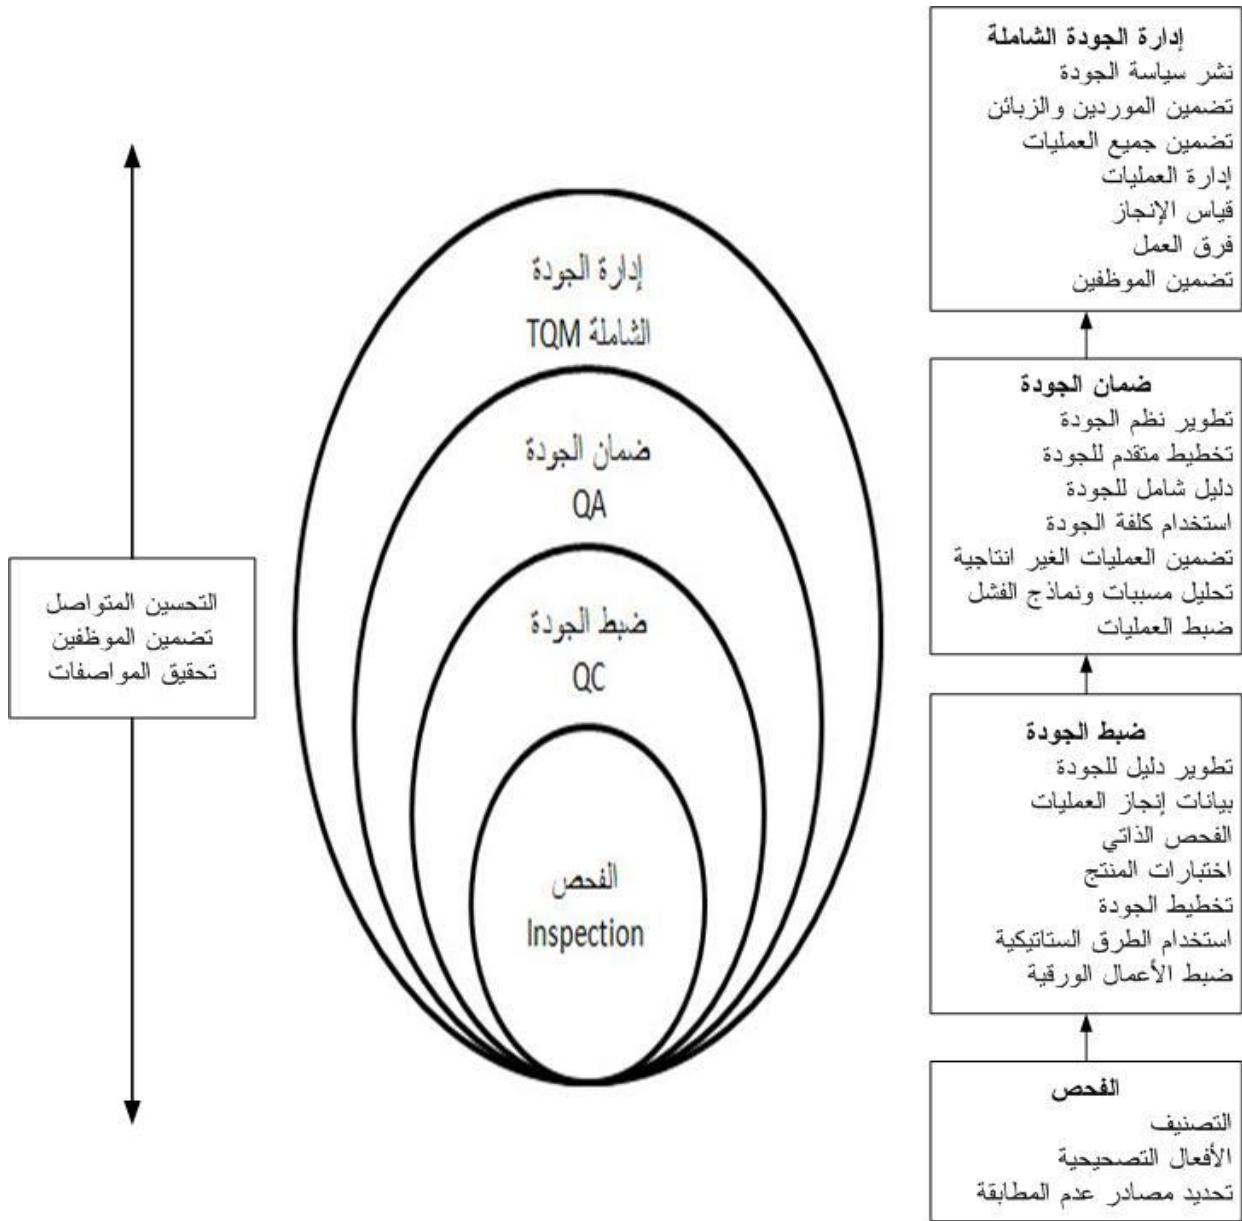 إدارة الجودة الشاملة
نشر سياسة الجودة
تضمين الموردين والزبائن
تضمين جميع العمليات
إدارة العمليات
قياس الإنجاز
فرق العمل
تضمين الموظفين
ضمان الجودة
تطوير نظم الجودة
تخطيط متقدم للجودة
دليل شامل للجودة
استخدام كلفة الجودة
تضمين العمليات الغير انتاجية
تحليل مسببات ونماذج الفشل
ضبط العمليات
ضبط الجودة
تطوير دليل للجودة
بيانات إنجاز العمليات
الفحص الذاتي
اختبارات المنتج
تخطيط الجودة
استخدام الطرق الستاتيكية
ضبط الأعمال الورقية
الفحص
التصنيف
الأفعال التصحيحية
تحديد مصادر عدم المطابقة
إدارة الجودة
الشاملة TQM
ضمان الجودة
QA
ضبط الجودة
QC
الفحص
Inspection
التحسين المتواصل
تضمين الموظفين
تحقيق المواصفات